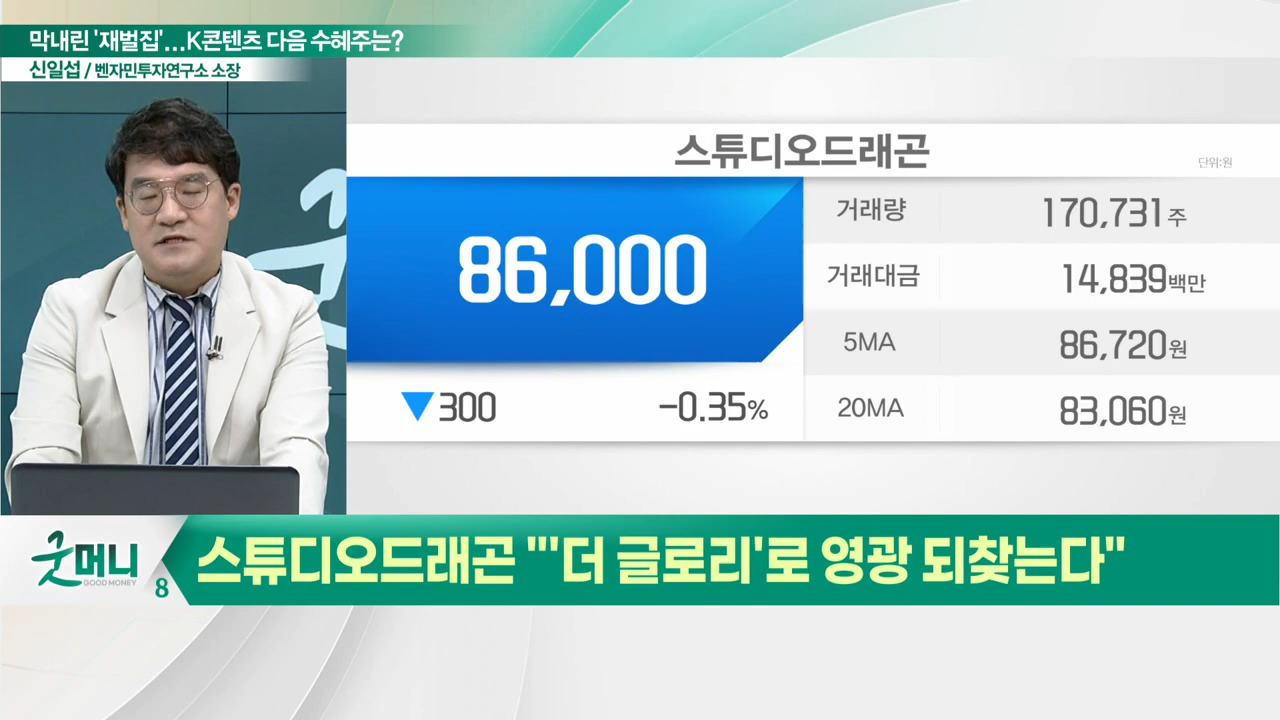 막내린 '재벌집'...K콘텐츠 다음 수혜주는?
신일섭 / 벤자민투자연구소 소장
스튜디오드래곤
단위:원
86,000
▼300 -0.35%
거래량 170,731주
거래대금 14,839백만
5MA 86,720원
20MA 83,060원
굿머니
GOOD MONEY
8
스튜디오드래곤 "'더 글로리'로 영광 되찾는다"